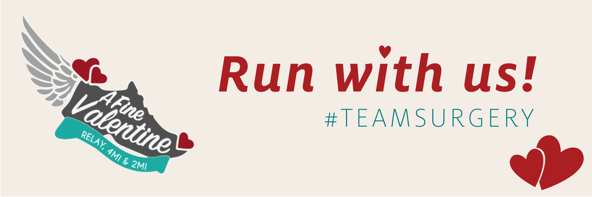 A Fine
Valentine
RELAY, 4MI & 2MI
Run with us!
#TEAMSURGERY